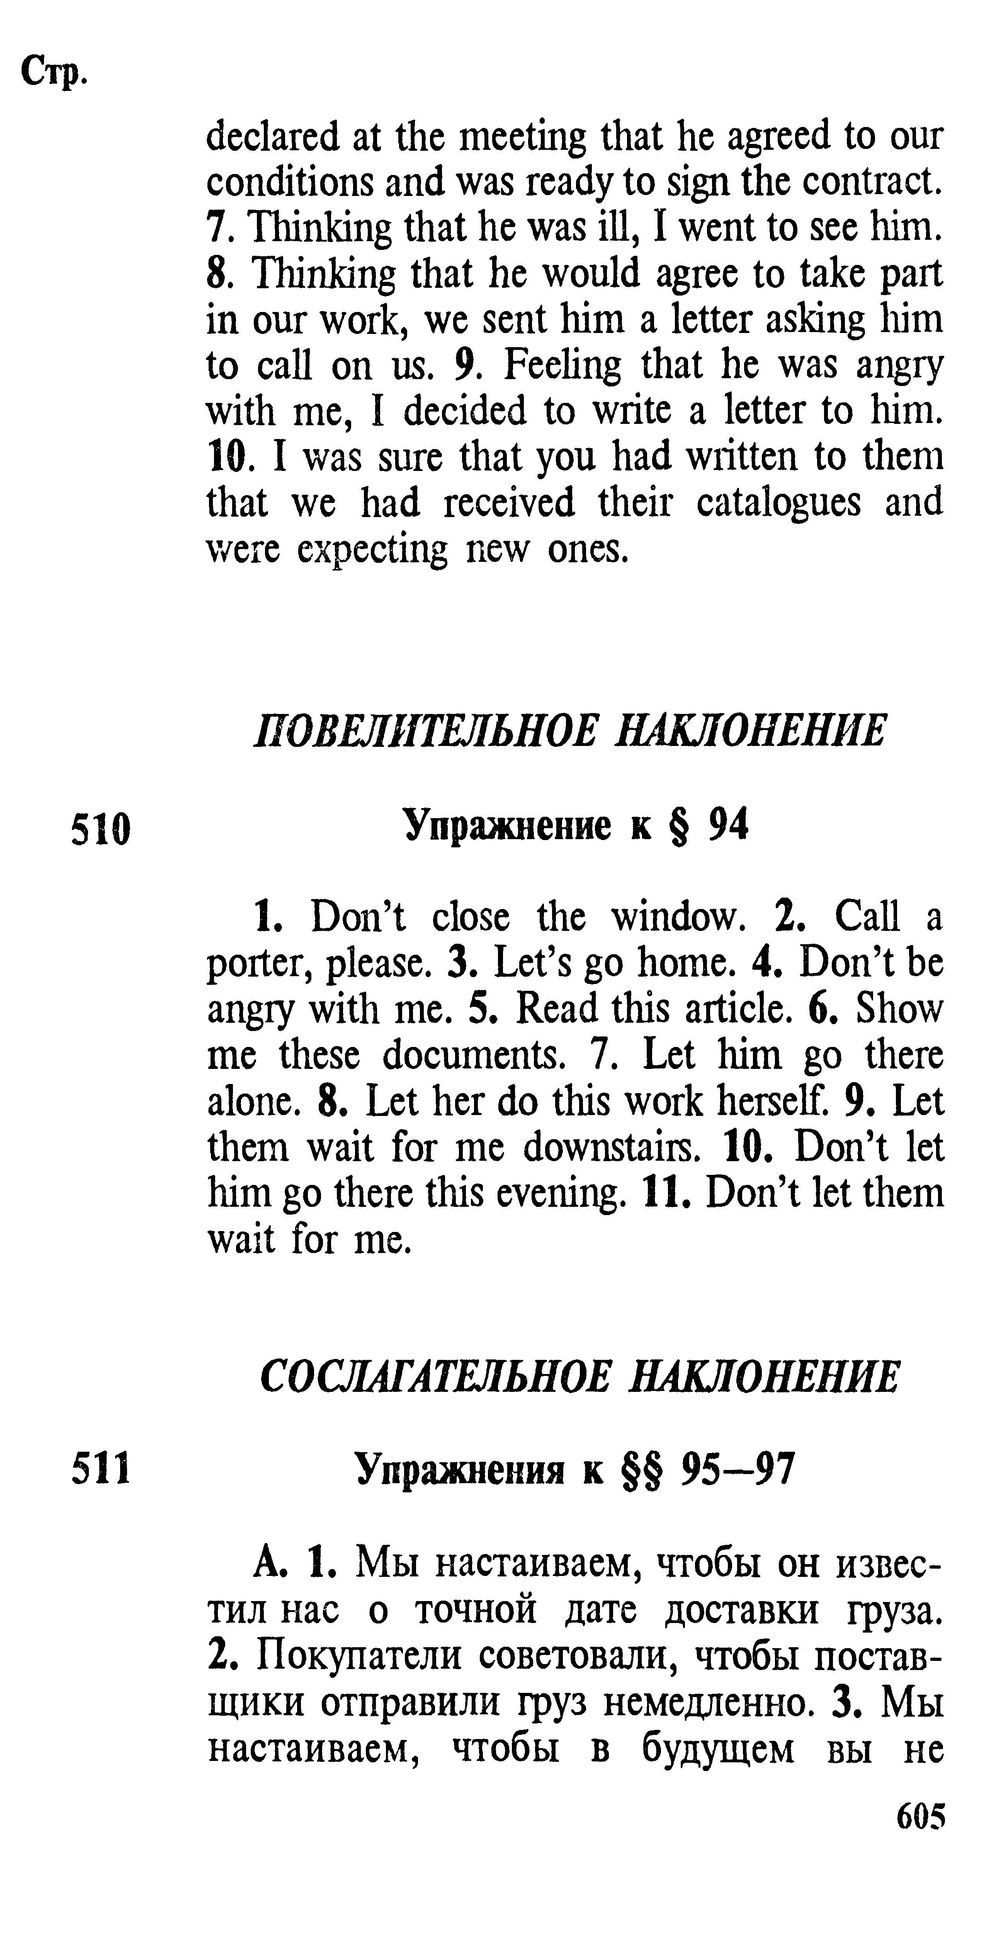 Стр.
declared at the meeting that he agreed to our
conditions and was ready to sign the contract.
7. Thinking that he was ill, I went to see him.
8. Thinking that he would agree to take part
in our work, we sent him a letter asking him
to call on us. 9. Feeling that he was angry
with me, I decided to write a letter to him.
10. I was sure that you had written to them
that we had received their catalogues and
were expecting new ones.
ПОВЕЛИТЕЛЬНОЕ НАКЛОНЕНИЕ
510 Упражнение к § 94
1. Don't close the window. 2. Call a
porter, please. 3. Let's go home. 4. Don't be
angry with me. 5. Read this article. 6. Show
me these documents. 7. Let him go there
alone. 8. Let her do this work herself. 9. Let
them wait for me downstairs. 10. Don't let
him go there this evening. 11. Don't let them
wait for me.
СОСЛАГАТЕЛЬНОЕ НАКЛОНЕНИЕ
511 Упражнения к §§ 95—97
А. 1. Мы настаиваем, чтобы он извес-
тил нас о точной дате доставки груза.
2. Покупатели советовали, чтобы постав-
щики отправили груз немедленно. 3. Мы
настаиваем, чтобы в будущем вы не
605